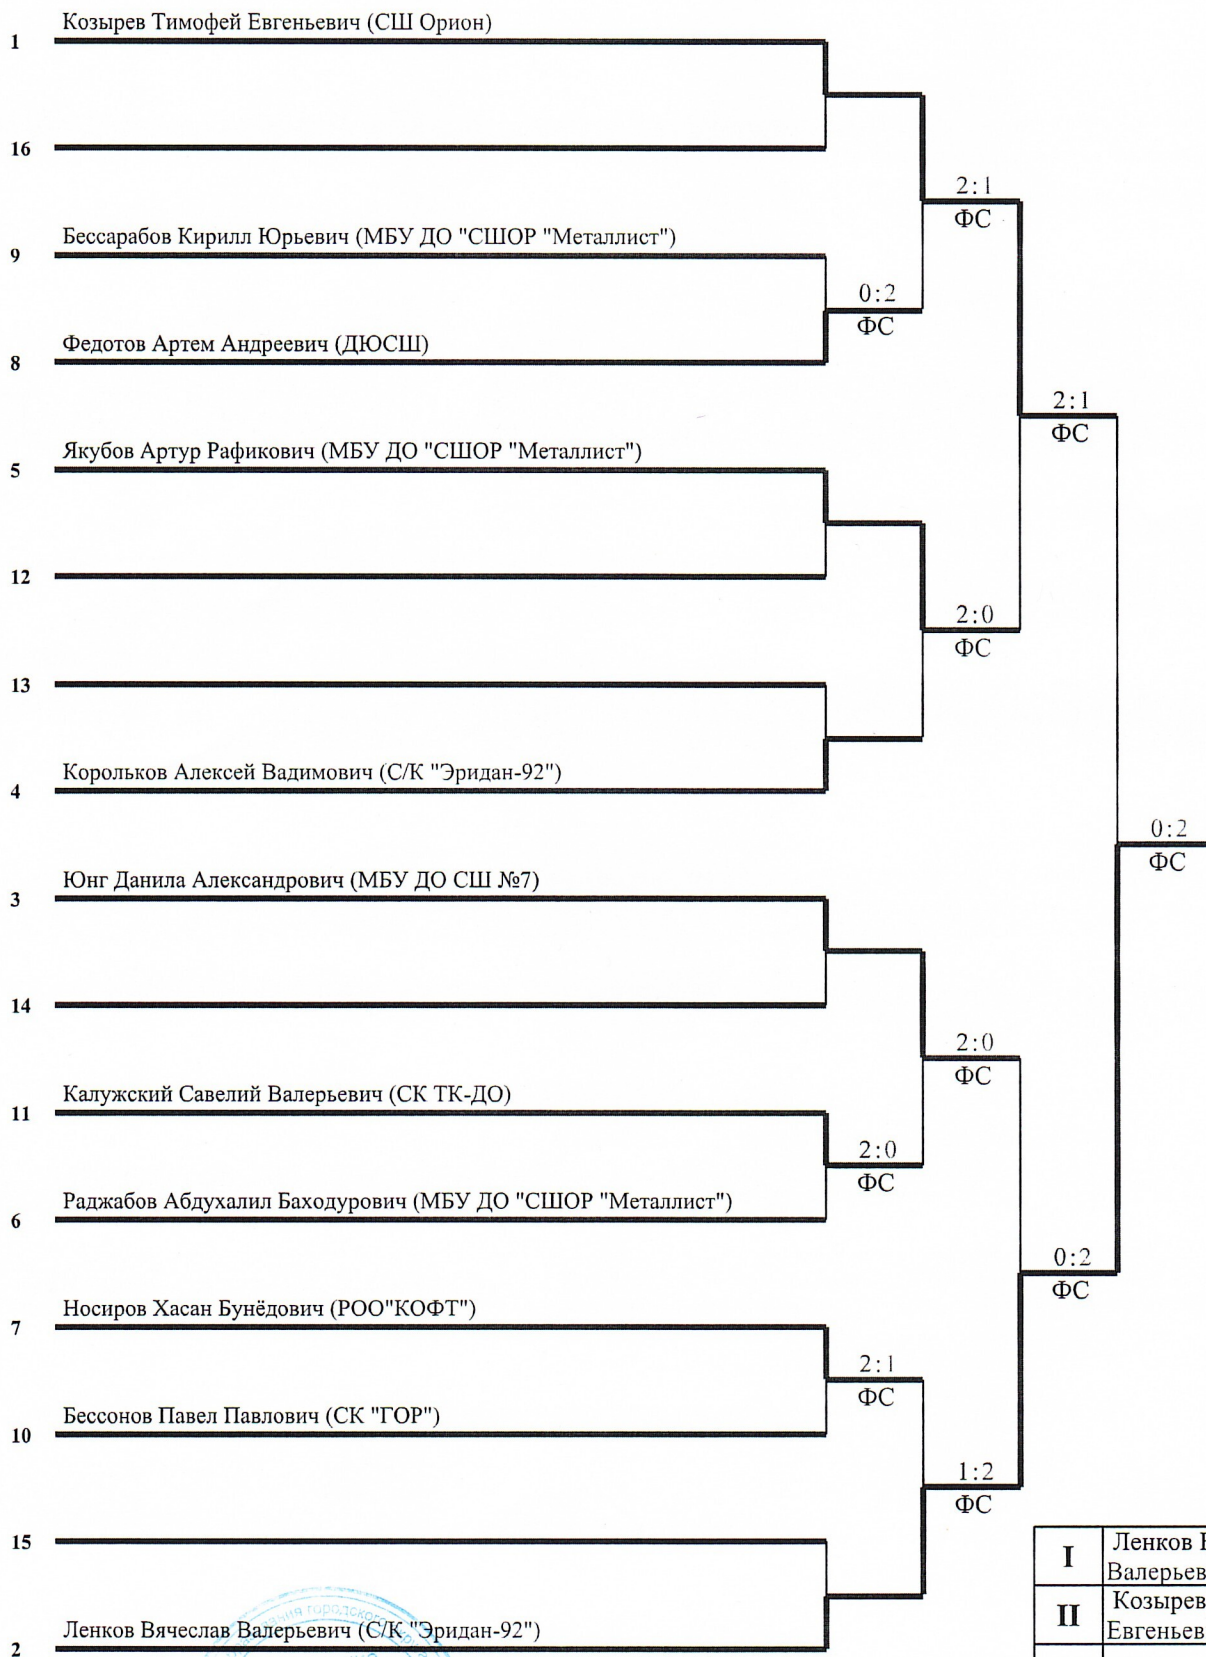 Козырев Тимофей Евгеньевич (СШ Орион)
1
16
2:1
ФС
Бессарабов Кирилл Юрьевич (МБУ ДО "СШОР "Металлист")
9
0:2
ФС
Федотов Артем Андреевич (ДЮСШ)
8
2:1
ФС
Якубов Артур Рафикович (МБУ ДО "СШОР "Металлист")
5
12
2:0
ФС
13
Корольков Алексей Вадимович (С/К "Эридан-92")
4
0:2
ФС
Юнг Данила Александрович (МБУ ДО СШ №7)
3
14
2:0
ФС
Калужский Савелий Валерьевич (СК ТК-ДО)
11
2:0
ФС
Раджабов Абдухалил Баходурович (МБУ ДО "СШОР "Металлист")
6
0:2
ФС
Носиров Хасан Бунёдович (РОО"КОФТ")
7
2:1
ФС
Бессонов Павел Павлович (СК "ГОР")
10
1:2
ФС
15
I Ленков
Валерьев
II Козырев
Евгеньев
городского
Ленков Вячеслав Валерьевич (С/К "Эридан-92")
2